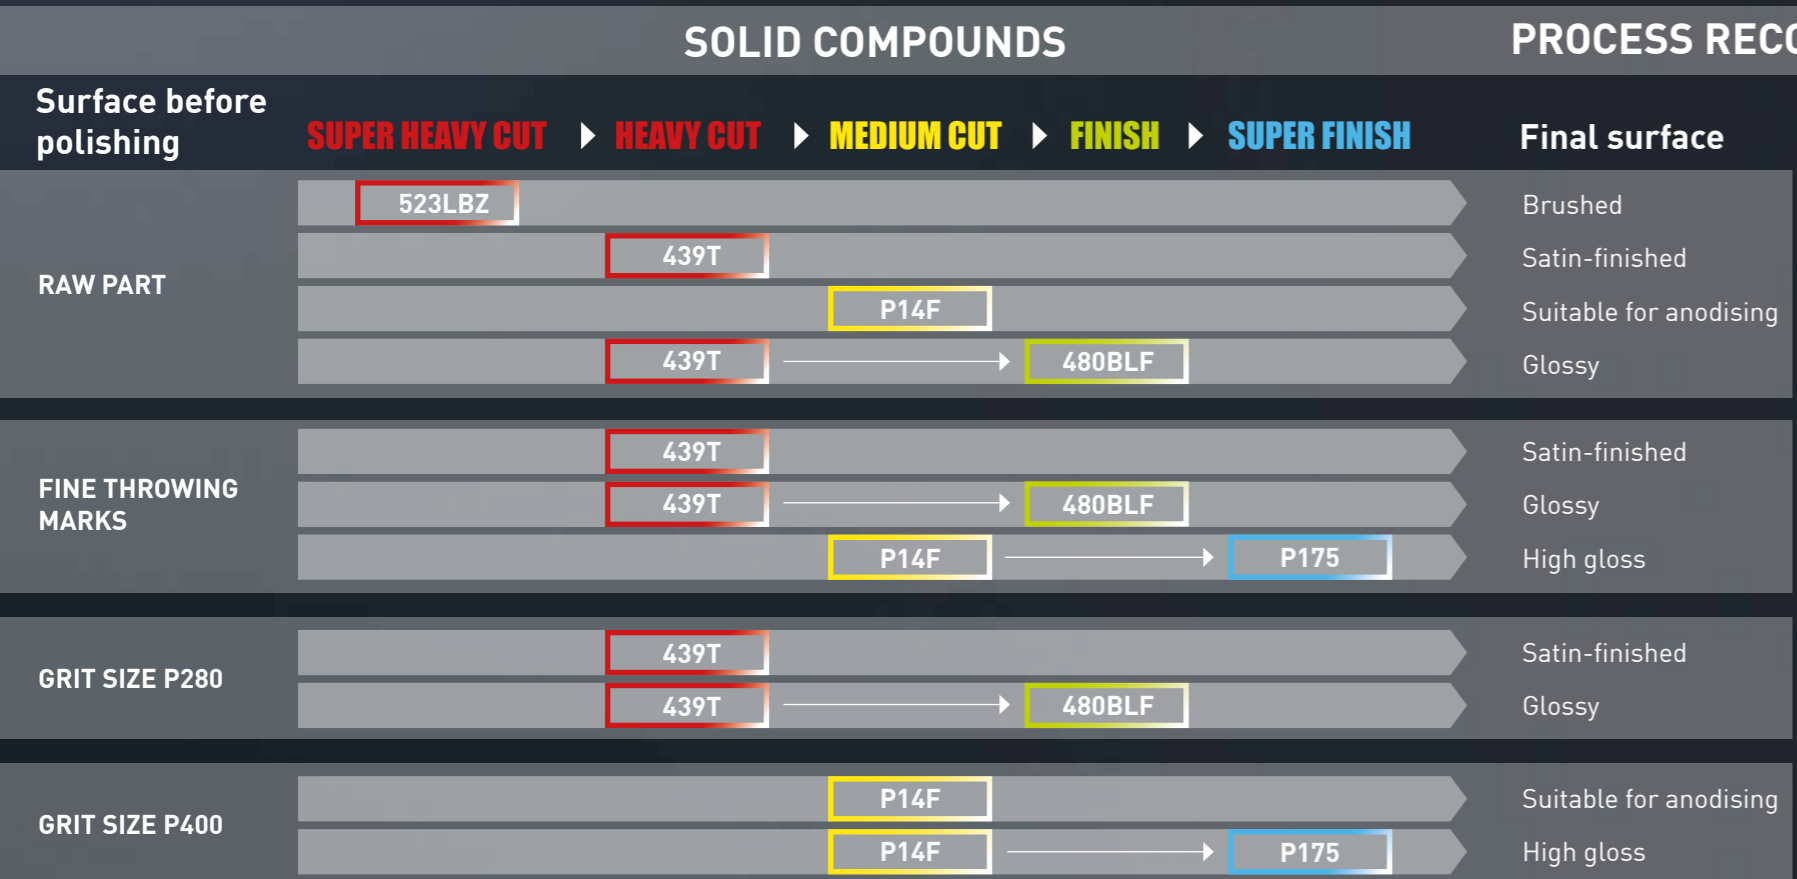 SOLID COMPOUNDS
PROCESS RECO
Surface before
polishing
SUPER HEAVY CUT HEAVY CUT MEDIUM CUT FINISH SUPER FINISH
Final surface
RAW PART
523LBZ
Brushed
439T
Satin-finished
P14F
Suitable for anodising
439T 480BLF
Glossy
FINE THROWING
MARKS
439T
Satin-finished
439T 480BLF
Glossy
P14F P175
High gloss
GRIT SIZE P280
439T
Satin-finished
439T 480BLF
Glossy
GRIT SIZE P400
P14F
Suitable for anodising
P14F P175
High gloss